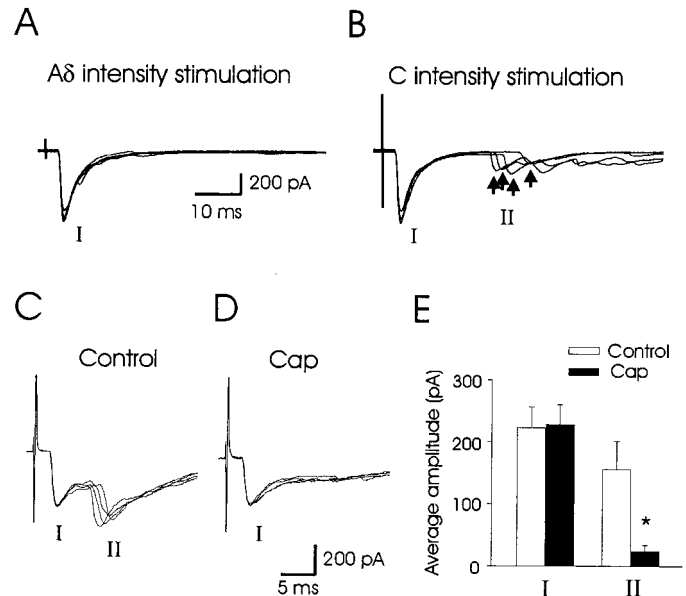 A
Aδ intensity stimulation
200 pA
10 ms
I
B
C intensity stimulation
I
II
C
Control
I
II
D
Cap
I
200 pA
5 ms
E
Control
Cap
Average amplitude (pA)
300
200
100
0
*
I
II